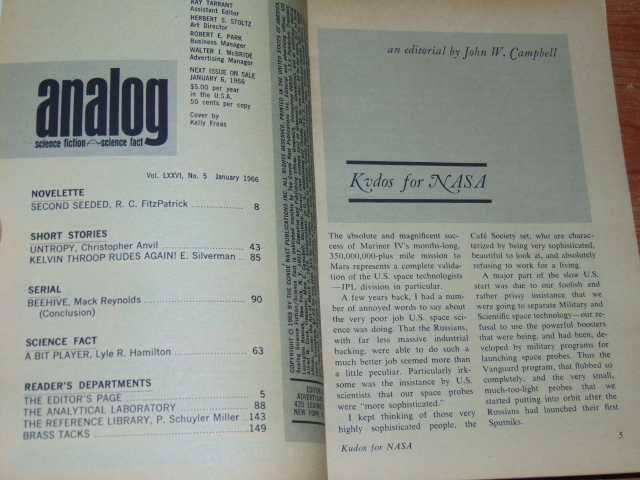 RAY TARRANT
Assistant Editor
HERBERT S. STOLTZ
Art Director
ROBERT E. PARK
Business Manager
WALTER J. McBRIDE
Advertising Manager
NEXT ISSUE ON SALE
JANUARY 6, 1966
$5.00 per year
in the U.S.A.
50 cents per copy
Cover by
Kelly Freas
analog
science fiction science fact
Vol. LXXVI, No. 5 January 1966
NOVELETTE
SECOND SEEDED, R. C. FitzPatrick 8
SHORT STORIES
UNTROPY, Christopher Anvil 43
KELVIN THROOP RUDES AGAIN! E. Silverman 85
SERIAL
BEEHIVE, Mack Reynolds 90
(Conclusion)
SCIENCE FACT
A BIT PLAYER, Lyle R. Hamilton 63
READER'S DEPARTMENTS
THE EDITOR'S PAGE 5
THE ANALYTICAL LABORATORY 88
THE REFERENCE LIBRARY, P. Schuyler Miller 143
BRASS TACKS 149
an editorial by John W. Campbell
Kudos for NASA
The absolute and magnificent suc-
cess of Mariner IV's months-long,
350,000,000-plus mile mission to
Mars represents a complete valida-
tion of the U.S. space technologists
—JPL division in particular.
A few years back, I had a num-
ber of annoyed words to say about
the very poor job U.S. space sci-
ence was doing. That the Russians,
with far less massive industrial
backing, were able to do such a
much better job seemed more than
a little peculiar. Particularly irk-
some was the insistance by U.S.
scientists that our space probes
were "more sophisticated."
I kept thinking of those very
highly sophisticated people, the
Café Society set, who are charac-
terized by being very sophisticated,
beautiful to look at, and absolutely
refusing to work for a living.
A major part of the slow U.S.
start was due to our foolish and
rather prissy insistance that we
were going to separate Military and
Scientific space technology—our re-
fusal to use the powerful boosters
that were being, and had been, de-
veloped by military programs for
launching space probes. Thus the
Vanguard program, that flubbed so
completely, and the very small,
much-too-light probes that we
started putting into orbit after the
Russians had launched their first
Sputniks.
Kudos for NASA
5